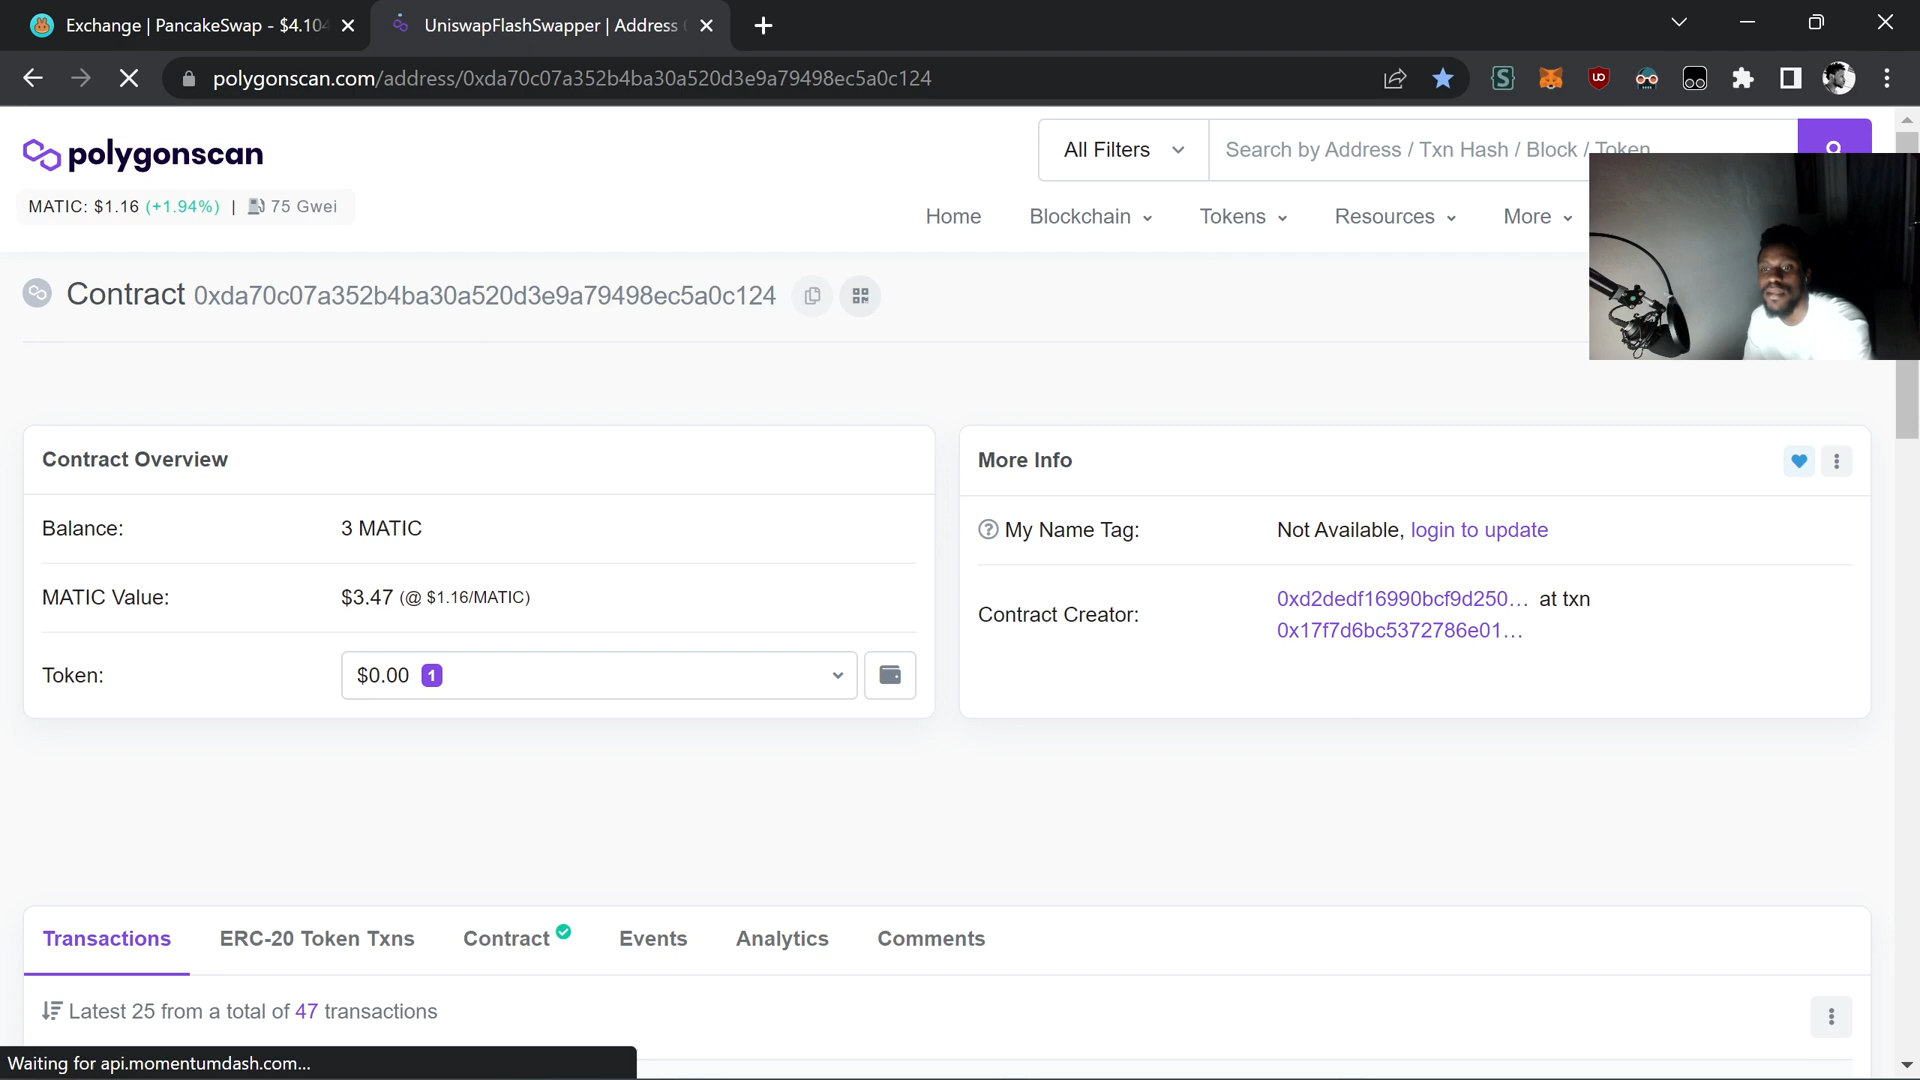 Exchange | PancakeSwap - $4.104
UniswapFlashSwapper | Address
polygonscan.com/address/0xda70c07a352b4ba30a520d3e9a79498ec5a0c124
polygonscan
All Filters
Search by Address / Txn Hash / Block / Token
MATIC: $1.16 (+1.94%) | 75 Gwei
Home
Blockchain
Tokens
Resources
More
Contract 0xda70c07a352b4ba30a520d3e9a79498ec5a0c124
Contract Overview
Balance:
3 MATIC
MATIC Value:
$3.47 (@ $1.16/MATIC)
Token:
$0.00 1
More Info
My Name Tag:
Not Available, login to update
Contract Creator:
0xd2dedf16990bcf9d250... at txn
0x17f7d6bc5372786e01...
Transactions
ERC-20 Token Txns
Contract
Events
Analytics
Comments
Latest 25 from a total of 47 transactions
Waiting for api.momentumdash.com...